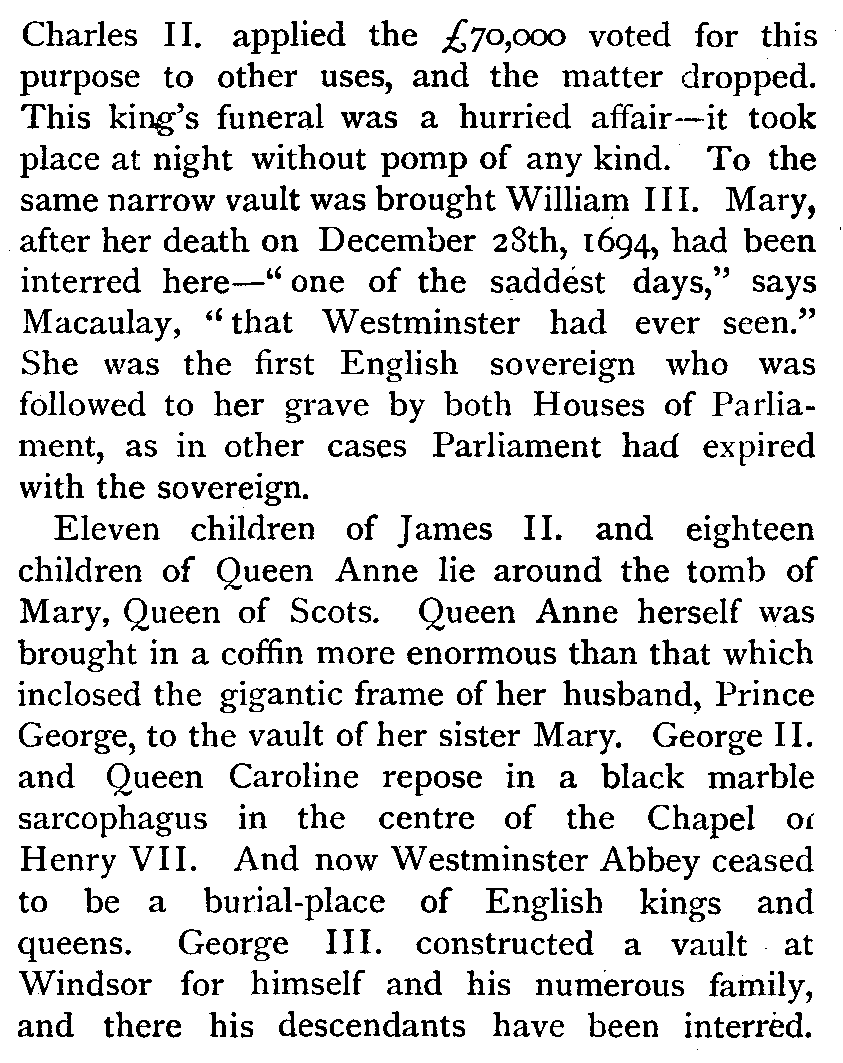 Charles II. applied the £70,000 voted for this
purpose to other uses, and the matter dropped.
This king's funeral was a hurried affair—it took
place at night without pomp of any kind. To the
same narrow vault was brought William III. Mary,
after her death on December 28th, 1694, had been
interred here—“ one of the saddest days,” says
Macaulay, “ that Westminster had ever seen.”
She was the first English sovereign who was
followed to her grave by both Houses of Parlia-
ment, as in other cases Parliament had expired
with the sovereign.
Eleven children of James II. and eighteen
children of Queen Anne lie around the tomb of
Mary, Queen of Scots. Queen Anne herself was
brought in a coffin more enormous than that which
inclosed the gigantic frame of her husband, Prince
George, to the vault of her sister Mary. George II.
and Queen Caroline repose in a black marble
sarcophagus in the centre of the Chapel of
Henry VII. And now Westminster Abbey ceased
to be a burial-place of English kings and
queens. George III. constructed a vault at
Windsor for himself and his numerous family,
and there his descendants have been interred.